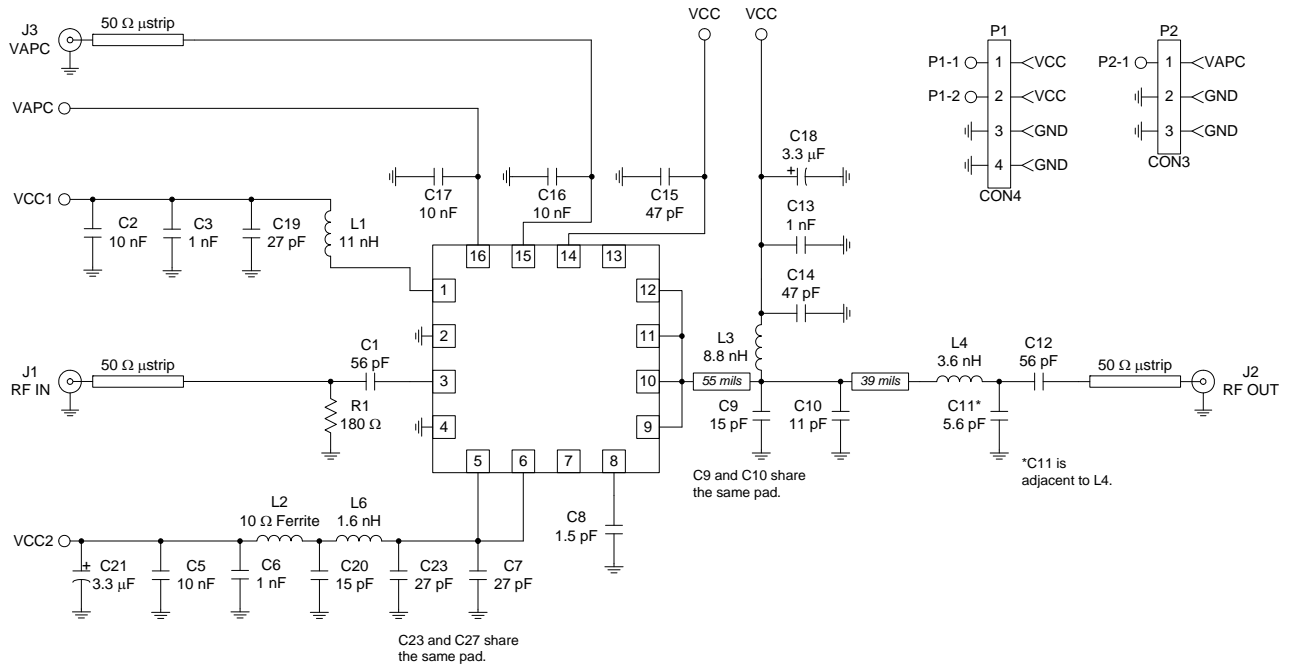 J3
VAPC
50 Ω µstrip
VAPC
VCC1
C2
10 nF
C3
1 nF
C19
27 pF
L1
11 nH
C17
10 nF
C16
10 nF
C15
47 pF
VCC
VCC
C18
3.3 µF
+
C13
1 nF
C14
47 pF
P1
P1-1
1
VCC
P1-2
2
VCC
3
GND
4
GND
CON4
P2
P2-1
1
VAPC
2
GND
3
GND
CON3
16
15
14
13
1
2
3
4
12
11
10
9
5
6
7
8
J1
RF IN
50 Ω µstrip
C1
56 pF
R1
180 Ω
55 mils
L3
8.8 nH
C9
15 pF
C10
11 pF
39 mils
L4
3.6 nH
C11*
5.6 pF
C12
56 pF
50 Ω µstrip
J2
RF OUT
C9 and C10 share
the same pad.
*C11 is
adjacent to L4.
VCC2
+
C21
3.3 µF
C5
10 nF
C6
1 nF
L2
10 Ω Ferrite
C20
15 pF
L6
1.6 nH
C23
27 pF
C7
27 pF
C8
1.5 pF
C23 and C27 share
the same pad.